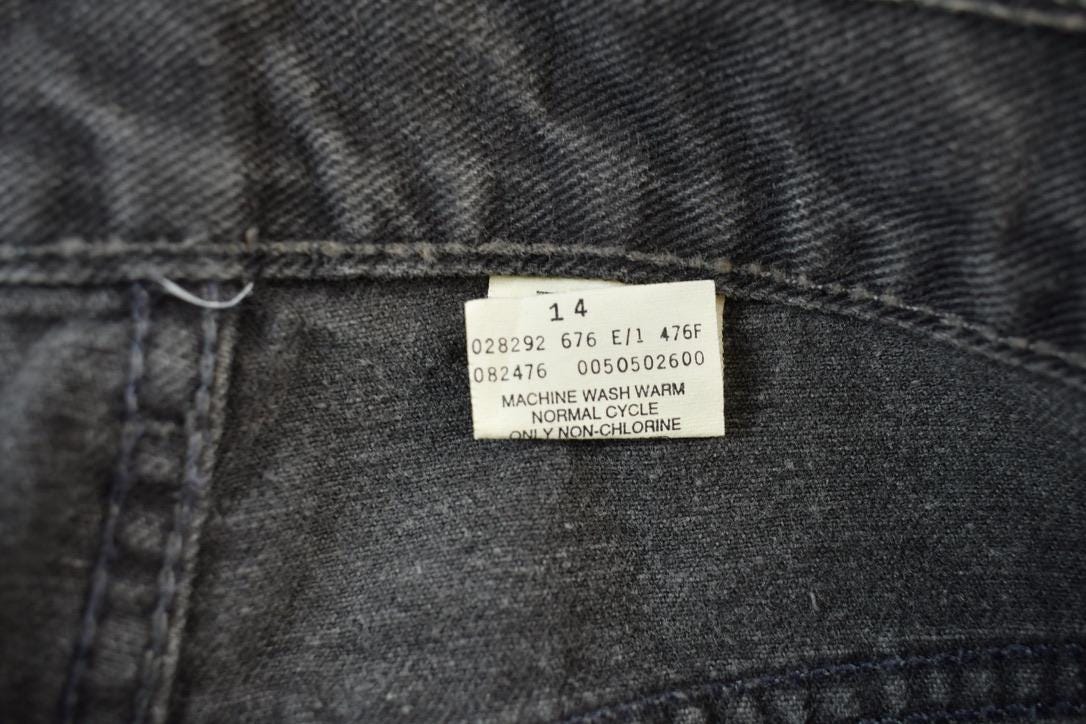 14
028292 676 E/1 476F
082476 0050502600
MACHINE WASH WARM
NORMAL CYCLE
ONLY NON-CHLORINE